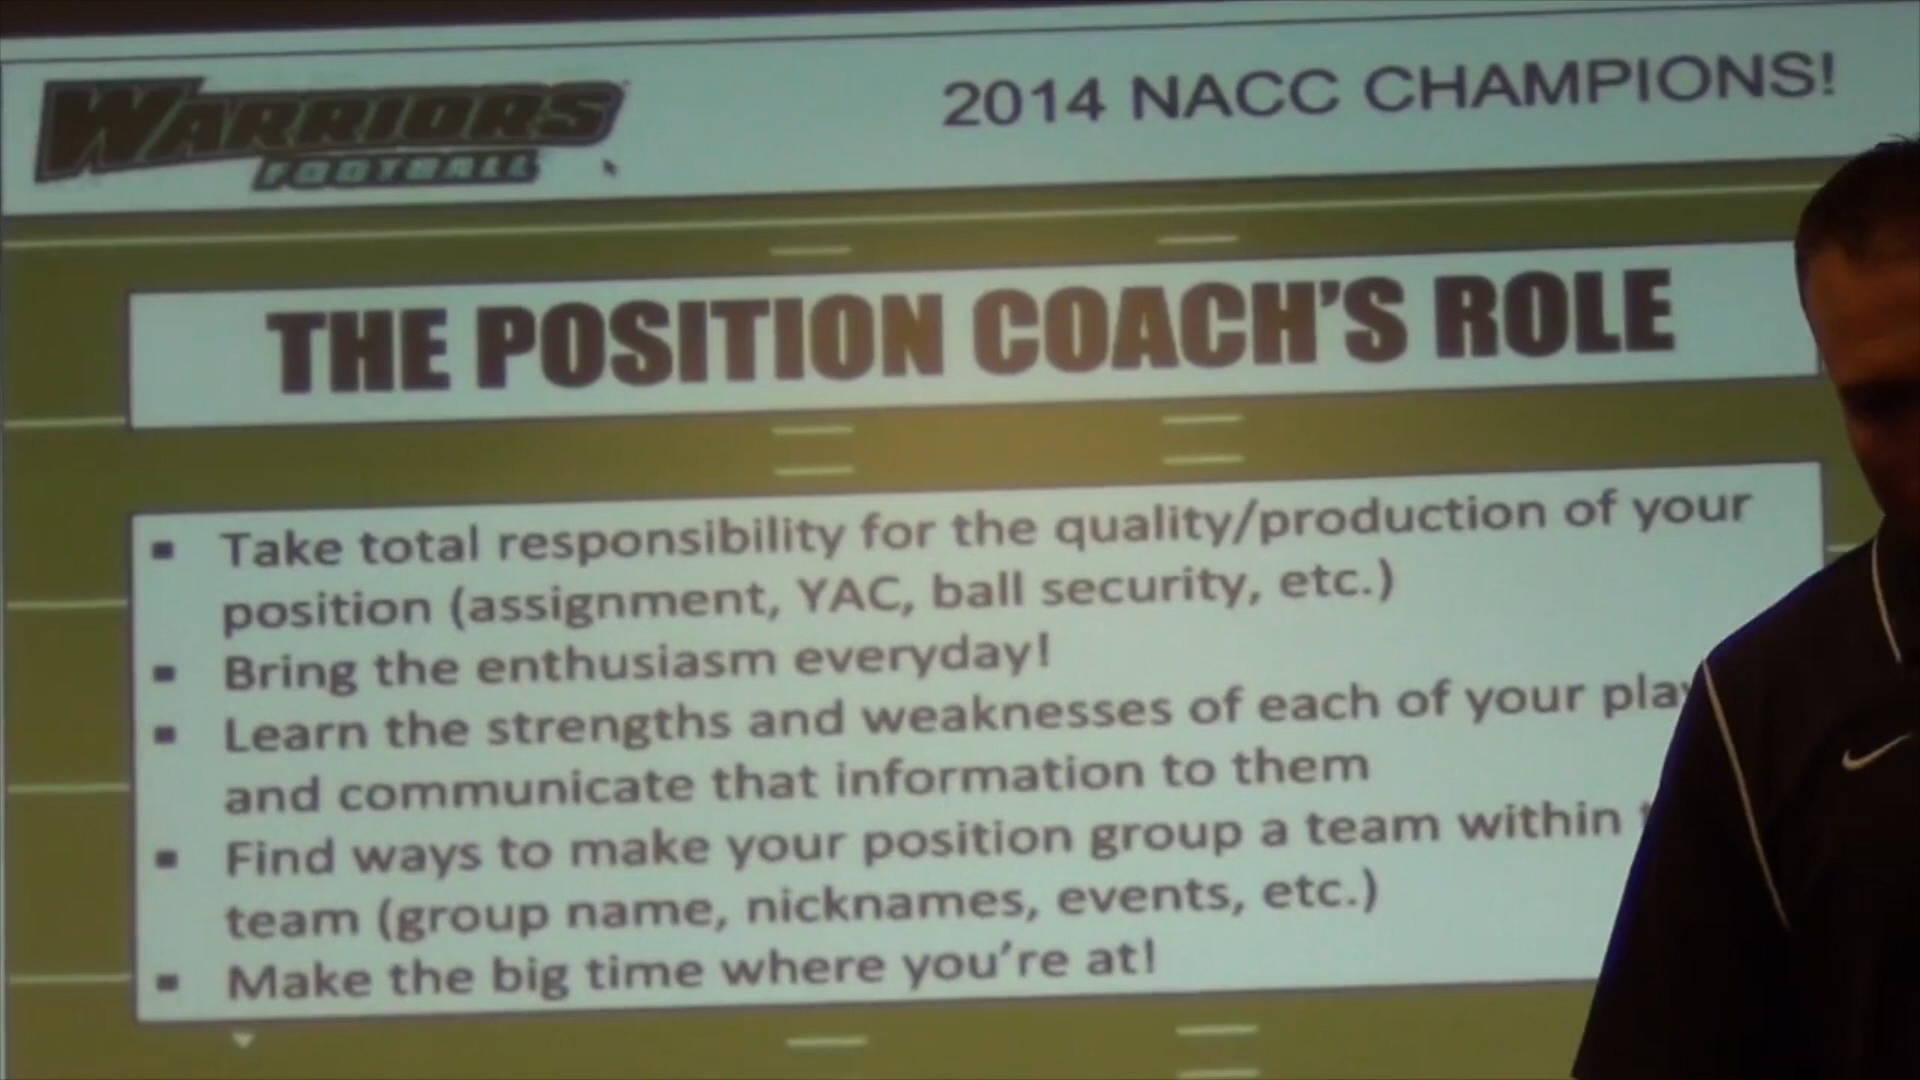 WARRIORS
FOOTBALL
2014 NACC CHAMPIONS!
THE POSITION COACH'S ROLE
▪ Take total responsibility for the quality/production of your
position (assignment, YAC, ball security, etc.)
▪ Bring the enthusiasm everyday!
▪ Learn the strengths and weaknesses of each of your
and communicate that information to them
▪ Find ways to make your position group a team within
team (group name, nicknames, events, etc.)
▪ Make the big time where you're at!